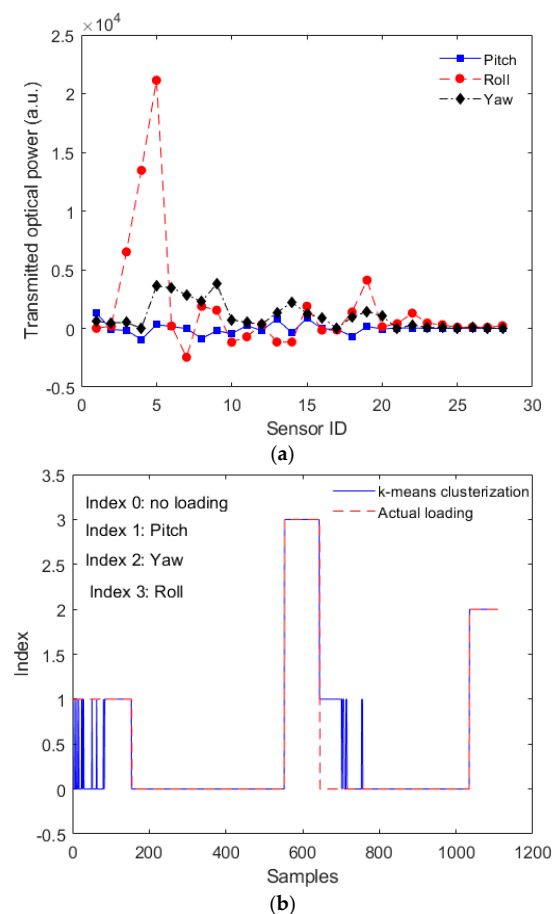 ×10⁴
2.5
2
1.5
1
0.5
0
-0.5
Transmitted optical power (a.u.)
Pitch
Roll
Yaw
0 5 10 15 20 25 30
Sensor ID
(a)
3.5
3
2.5
2
1.5
1
0.5
0
-0.5
Index
Index 0: no loading
Index 1: Pitch
Index 2: Yaw
Index 3: Roll
k-means clusterization
Actual loading
0 200 400 600 800 1000 1200
Samples
(b)